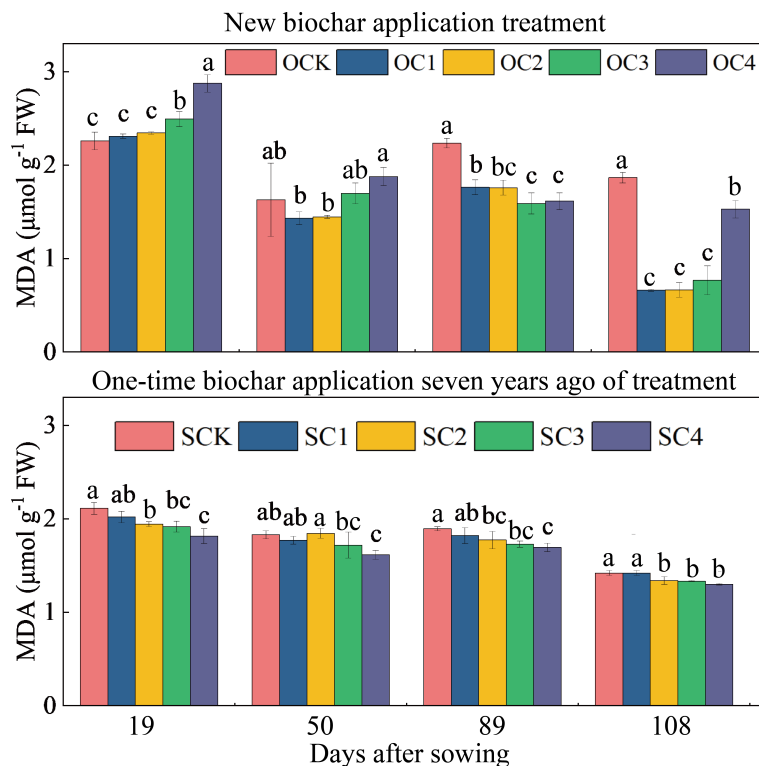 New biochar application treatment
OCK OC1 OC2 OC3 OC4
3
2
1
0
MDA (μmol g⁻¹ FW)
c c c b a
ab b b ab a
a b bc c c
a c c c b
One-time biochar application seven years ago of treatment
SCK SC1 SC2 SC3 SC4
3
2
1
0
MDA (μmol g⁻¹ FW)
a ab b bc c
ab ab a bc c
a ab bc bc c
a a b b b
19 50 89 108
Days after sowing